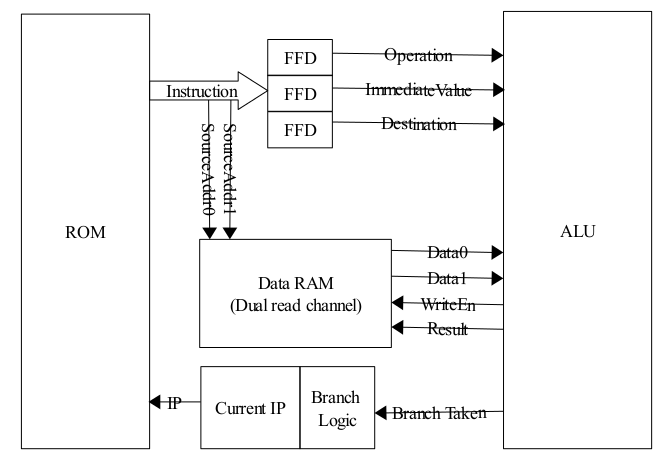 FFD
Operation
Instruction
FFD
ImmediateValue
FFD
Destination
SourceAddr0
SourceAddr1
ROM
ALU
Data RAM
(Dual read channel)
Data0
Data1
WriteEn
Result
IP
Current IP
Branch
Logic
Branch Taken